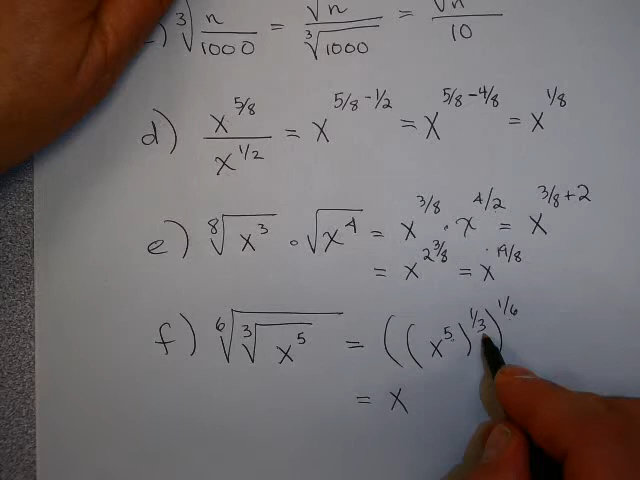 ) ∛(n/1000) = √n/∛1000 = √n/10
d) x^(5/8)/x^(1/2) = x^(5/8-1/2) = x^(5/8-4/8) = x^(1/8)
e) ⁸√x³ · √x⁴ = x^(3/8) · x^(4/2) = x^(3/8+2)
= x^(2 3/8) = x^(19/8)
f) ⁶√(∛x⁵) = ((x⁵)^(1/3))^(1/6)
= x